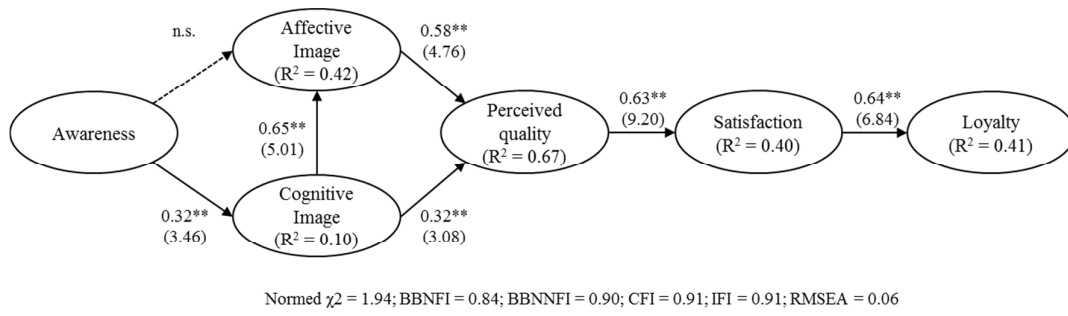 n.s.
Affective
Image
(R² = 0.42)
0.58**
(4.76)
Awareness
0.65**
(5.01)
Perceived
quality
(R² = 0.67)
0.63**
(9.20)
Satisfaction
(R² = 0.40)
0.64**
(6.84)
Loyalty
(R² = 0.41)
0.32**
(3.46)
Cognitive
Image
(R² = 0.10)
0.32**
(3.08)
Normed χ2 = 1.94; BBNFI = 0.84; BBNNFI = 0.90; CFI = 0.91; IFI = 0.91; RMSEA = 0.06